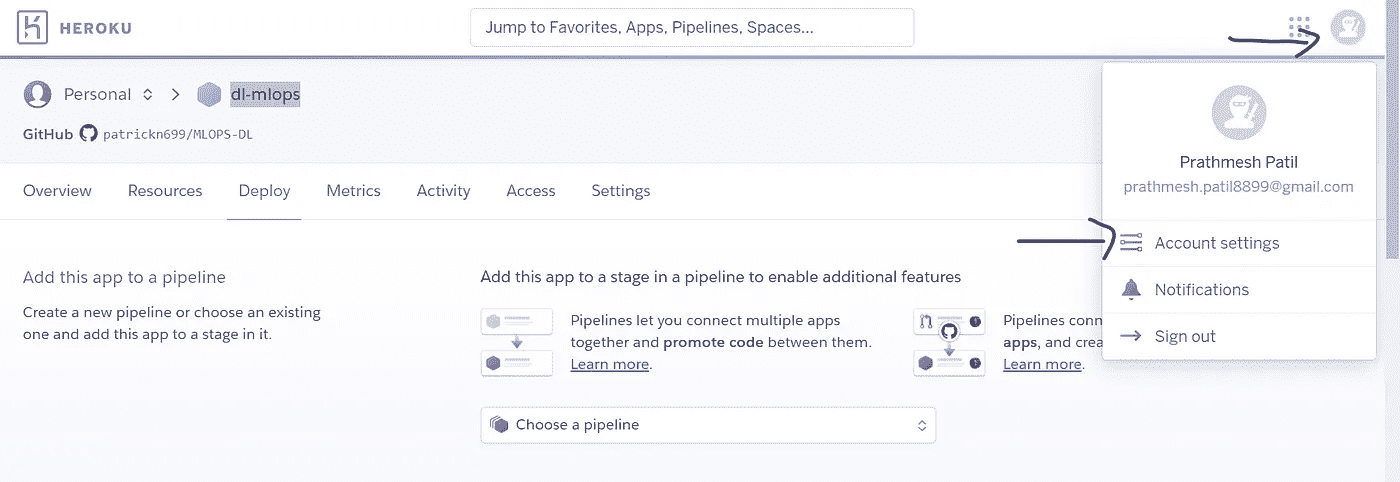 HEROKU
Jump to Favorites, Apps, Pipelines, Spaces...
Personal
dl-mlops
GitHub patrickn699/MLOPS-DL
Overview Resources Deploy Metrics Activity Access Settings
Prathmesh Patil
prathmesh.patil8899@gmail.com
Account settings
Notifications
Sign out
Add this app to a pipeline
Create a new pipeline or choose an existing
one and add this app to a stage in it.
Add this app to a stage in a pipeline to enable additional features
Pipelines let you connect multiple apps
together and promote code between them.
Learn more.
Pipelines conn
apps, and crea
Learn more.
Choose a pipeline